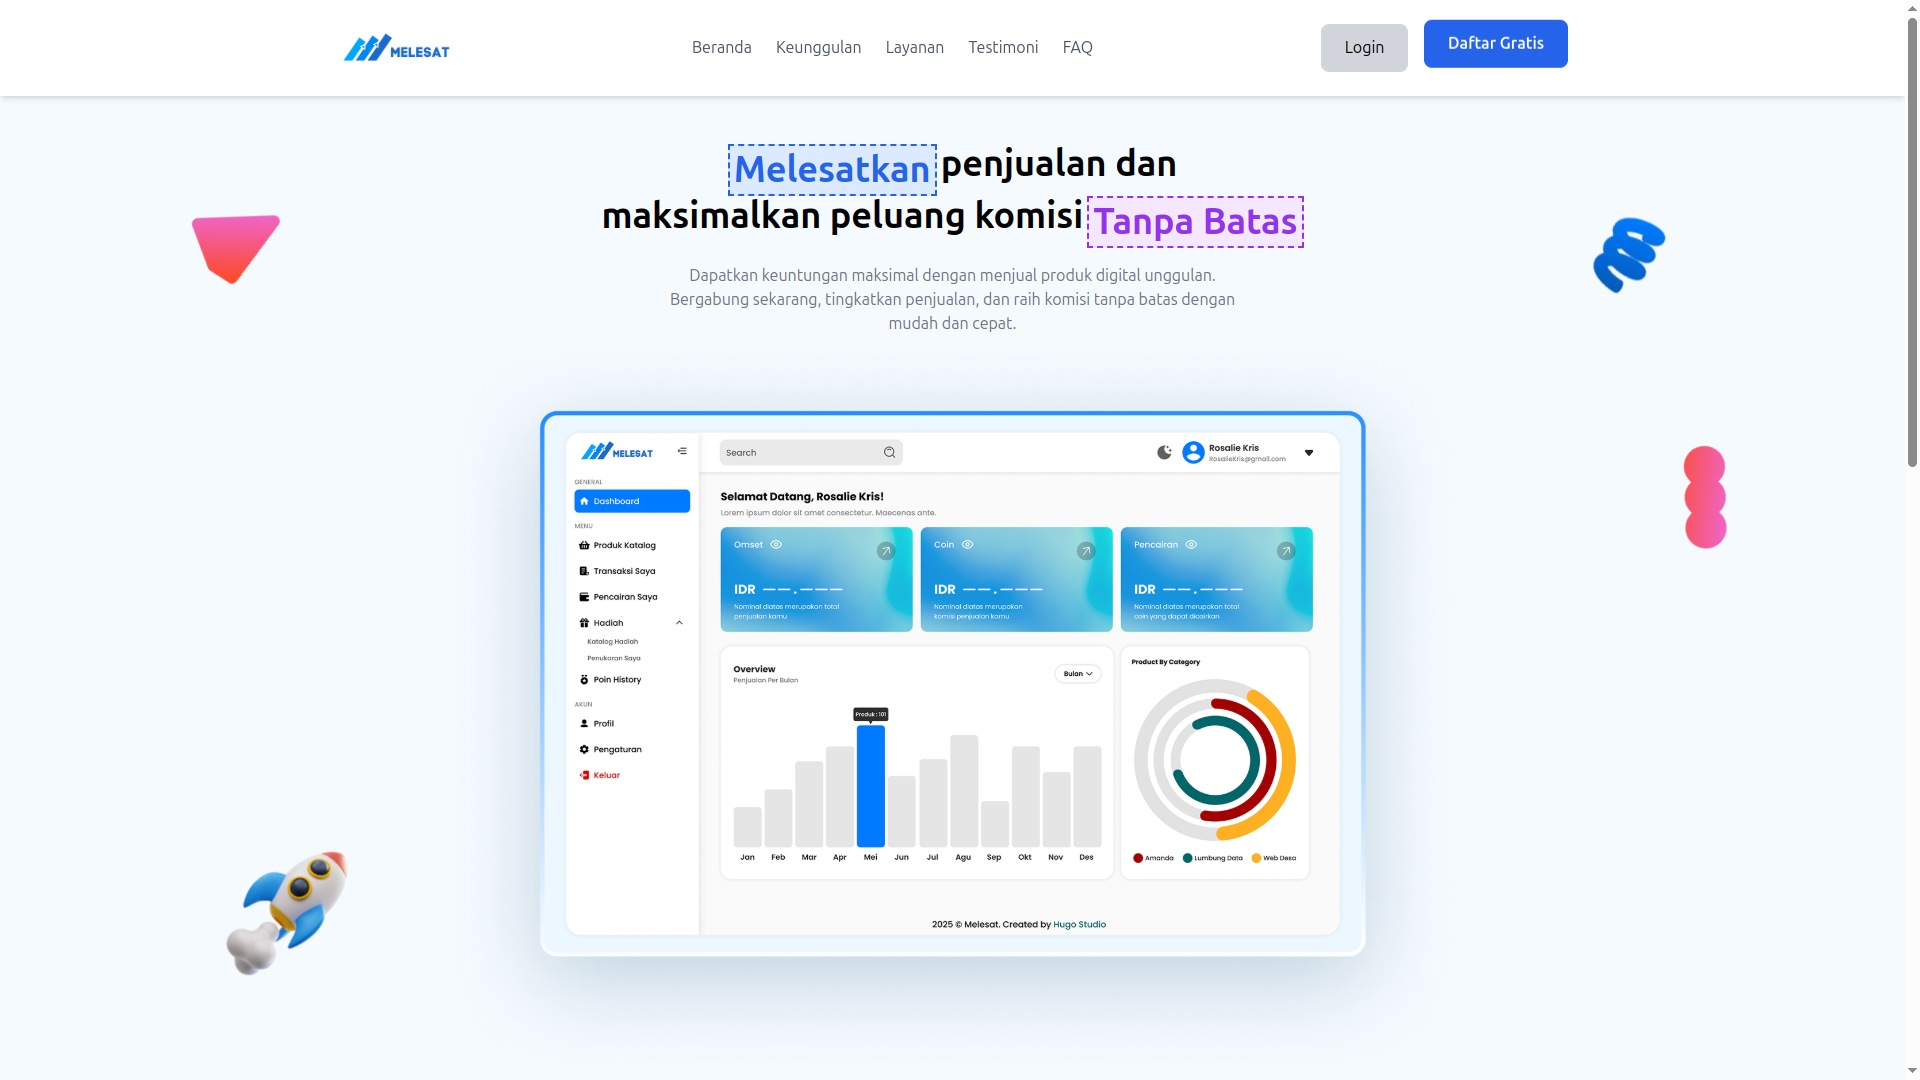 MELESAT
Beranda
Keunggulan
Layanan
Testimoni
FAQ
Login
Daftar Gratis
Melesatkan penjualan dan
maksimalkan peluang komisi Tanpa Batas
Dapatkan keuntungan maksimal dengan menjual produk digital unggulan.
Bergabung sekarang, tingkatkan penjualan, dan raih komisi tanpa batas dengan
mudah dan cepat.
MELESAT
GENERAL
Dashboard
MENU
Produk Katalog
Transaksi Saya
Pencairan Saya
Hadiah
Katalog Hadiah
Penukaran Saya
Poin History
AKUN
Profil
Pengaturan
Keluar
Search
Rosalie Kris
RosalieKris@gmail.com
Selamat Datang, Rosalie Kris!
Lorem ipsum dolor sit amet consectetur. Maecenas ante.
Omset
IDR ——.———
Nominal diatas merupakan total
penjualan kamu
Coin
IDR ——.———
Nominal diatas merupakan
komisi penjualan kamu
Pencairan
IDR ——.———
Nominal diatas merupakan total
coin yang dapat dicairkan
Overview
Penjualan Per Bulan
Bulan
Produk : 101
Jan Feb Mar Apr Mei Jun Jul Agu Sep Okt Nov Des
Product By Category
Amanda
Lumbung Data
Web Desa
2025 © Melesat. Created by Hugo Studio